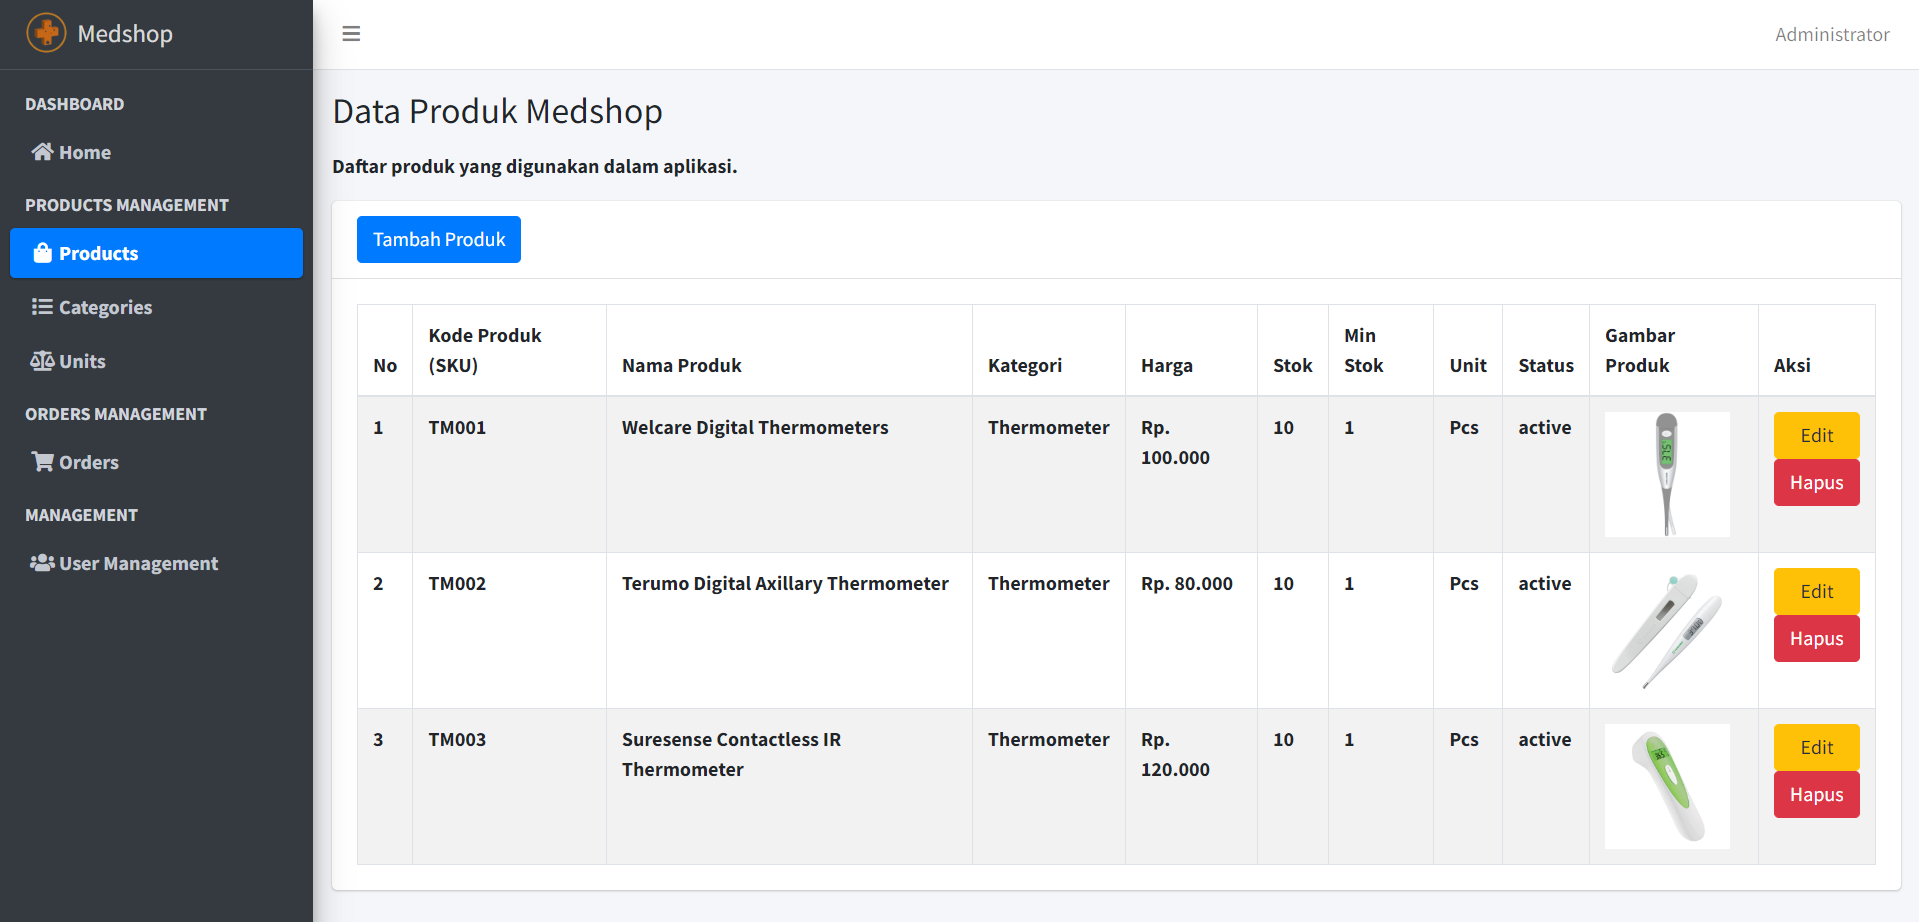 Medshop
Administrator
DASHBOARD
Home
PRODUCTS MANAGEMENT
Products
Categories
Units
ORDERS MANAGEMENT
Orders
MANAGEMENT
User Management
Data Produk Medshop
Daftar produk yang digunakan dalam aplikasi.
Tambah Produk
No
Kode Produk
(SKU)
Nama Produk
Kategori
Harga
Stok
Min
Stok
Unit
Status
Gambar
Produk
Aksi
1
TM001
Welcare Digital Thermometers
Thermometer
Rp.
100.000
10
1
Pcs
active
Edit
Hapus
2
TM002
Terumo Digital Axillary Thermometer
Thermometer
Rp. 80.000
10
1
Pcs
active
Edit
Hapus
3
TM003
Suresense Contactless IR
Thermometer
Thermometer
Rp.
120.000
10
1
Pcs
active
Edit
Hapus